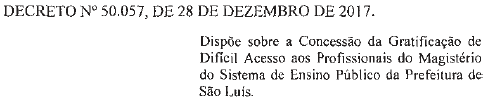 DECRETO Nº 50.057, DE 28 DE DEZEMBRO DE 2017.
Dispõe sobre a Concessão da Gratificação de
Difícil Acesso aos Profissionais do Magistério
do Sistema de Ensino Público da Prefeitura de
São Luís.